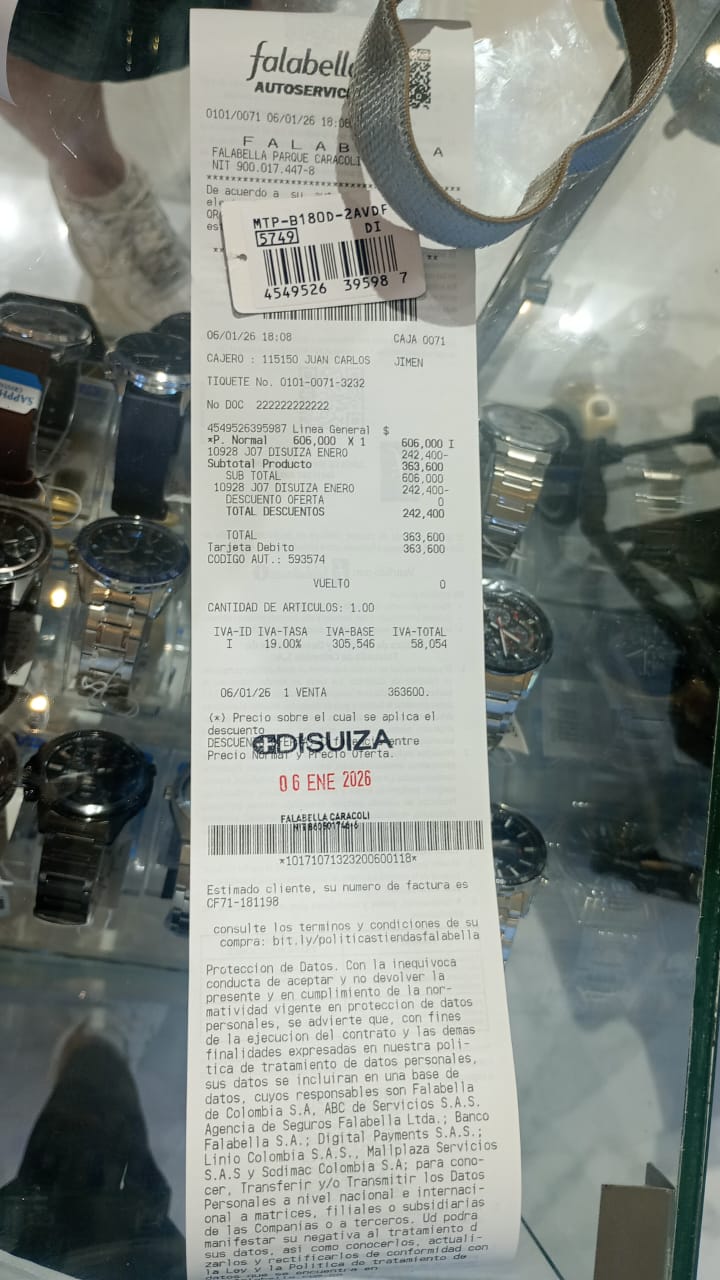 falabella
AUTOSERVIC
0101/0071 06/01/26 18:08
F A L A B A
FALABELLA PARQUE CARACOLI
NIT 900.017.447-8
De acuerdo a su
MTP-B180D-2AVDF
5749 DI
4549526 39598 7
06/01/26 18:08 CAJA 0071
CAJERO : 115150 JUAN CARLOS JIMEN
TIQUETE No. 0101-0071-3232
No DOC 222222222222
4549526395987 Linea General $
*P. Normal 606,000 X 1 606,000 I
10928 J07 DISUIZA ENERO 242,400-
Subtotal Producto 363,600
SUB TOTAL 606,000
10928 J07 DISUIZA ENERO 242,400-
DESCUENTO OFERTA 0
TOTAL DESCUENTOS 242,400
TOTAL 363,600
Tarjeta Debito 363,600
CODIGO AUT.: 593574
VUELTO 0
CANTIDAD DE ARTICULOS: 1.00
IVA-ID IVA-TASA IVA-BASE IVA-TOTAL
I 19.00% 305,546 58,054
06/01/26 1 VENTA 363600.
(*) Precio sobre el cual se aplica el
descuento
DISUIZA
Precio Normal y Precio Oferta.
06 ENE 2026
FALABELLA CARACOLI
*10171071323200600118*
Estimado cliente, su numero de factura es
CF71-181198
consulte los terminos y condiciones de su
compra: bit.ly/politicastiendasfalabella
Proteccion de Datos. Con la inequivoca
conducta de aceptar y no devolver la
presente y en cumplimiento de la nor-
matividad vigente en proteccion de datos
personales, se advierte que, con fines
de la ejecucion del contrato y las demas
finalidades expresadas en nuestra poli-
tica de tratamiento de datos personales,
sus datos se incluiran en una base de
datos, cuyos responsables son Falabella
de Colombia S.A, ABC de Servicios S.A.S.
Agencia de Seguros Falabella Ltda.; Banco
Falabella S.A.; Digital Payments S.A.S.;
Linio Colombia S.A.S., Mallplaza Servicios
S.A.S y Sodimac Colombia S.A; para cono-
cer, Transferir y/o Transmitir los Datos
Personales a nivel nacional e internaci-
onal a matrices, filiales o subsidiarias
de las Companias o a terceros. Ud podra
manifestar su negativa al tratamiento d
sus datos, asi como conocerlos, actuali-
zarlos y rectificarlos de conformidad con
la Ley y la Politica de tratamiento de
datos que se encuentra en